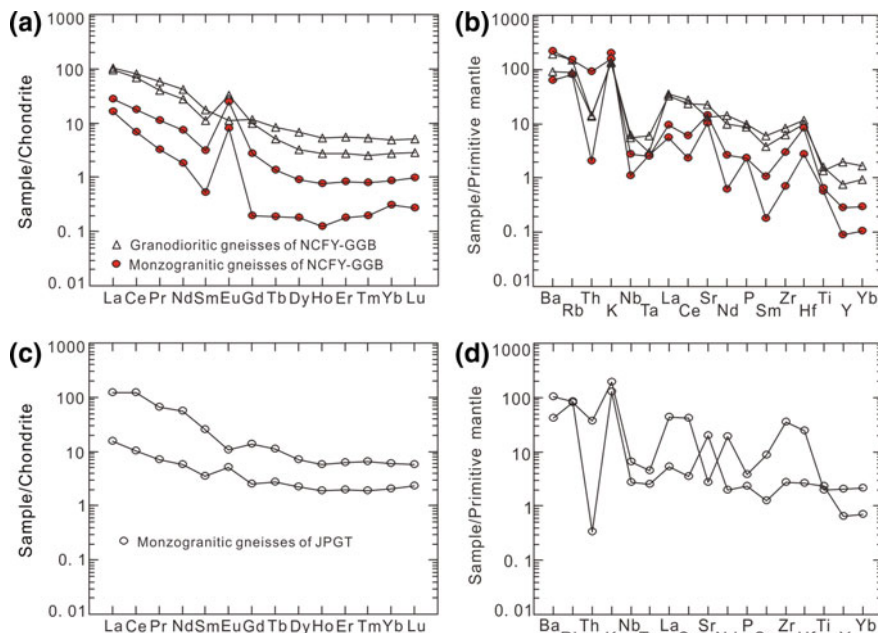 (a)
Sample/Chondrite
1000
100
10
1
0.1
0.01
Granodioritic gneisses of NCFY-GGB
Monzogranitic gneisses of NCFY-GGB
La Ce Pr Nd Sm Eu Gd Tb Dy Ho Er Tm Yb Lu
(b)
Sample/Primitive mantle
1000
100
10
1
0.1
0.01
Ba Th Nb La Sr P Zr Ti Yb
Rb K Ta Ce Nd Sm Hf Y
(c)
Sample/Chondrite
1000
100
10
1
0.1
0.01
Monzogranitic gneisses of JPGT
La Ce Pr Nd Sm Eu Gd Tb Dy Ho Er Tm Yb Lu
(d)
Sample/Primitive mantle
1000
100
10
1
0.1
0.01
Ba Th Nb La Sr P Zr Ti Yb